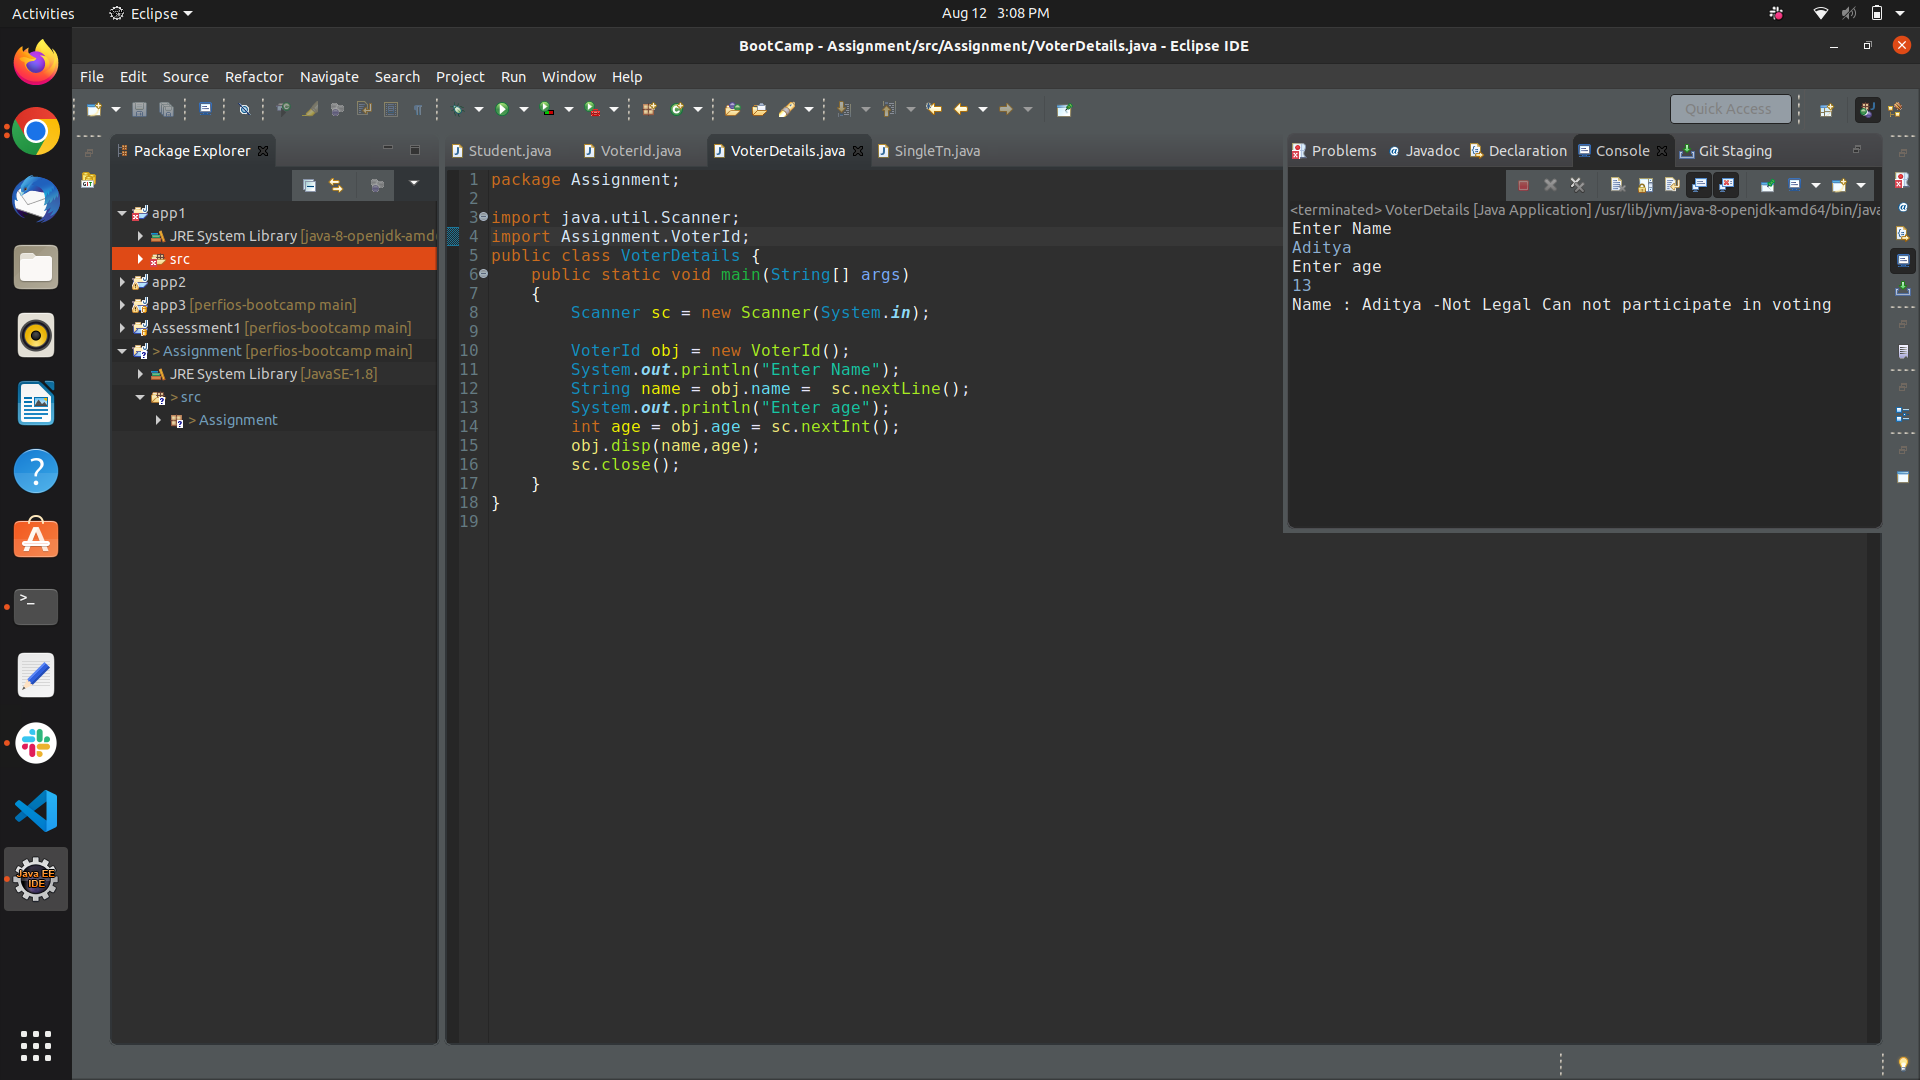 Activities
Eclipse
Aug 12 3:08 PM
BootCamp - Assignment/src/Assignment/VoterDetails.java - Eclipse IDE
File Edit Source Refactor Navigate Search Project Run Window Help
Quick Access
Package Explorer
app1
JRE System Library [java-8-openjdk-amd
src
app2
app3 [perfios-bootcamp main]
Assessment1 [perfios-bootcamp main]
> Assignment [perfios-bootcamp main]
JRE System Library [JavaSE-1.8]
> src
> Assignment
Student.java VoterId.java VoterDetails.java SingleTn.java
1 package Assignment;
2
3 import java.util.Scanner;
4 import Assignment.VoterId;
5 public class VoterDetails {
6     public static void main(String[] args)
7     {
8         Scanner sc = new Scanner(System.in);
9
10         VoterId obj = new VoterId();
11         System.out.println("Enter Name");
12         String name = obj.name =  sc.nextLine();
13         System.out.println("Enter age");
14         int age = obj.age = sc.nextInt();
15         obj.disp(name,age);
16         sc.close();
17     }
18 }
19
Problems Javadoc Declaration Console Git Staging
<terminated> VoterDetails [Java Application] /usr/lib/jvm/java-8-openjdk-amd64/bin/java
Enter Name
Aditya
Enter age
13
Name : Aditya -Not Legal Can not participate in voting
Java EE
IDE